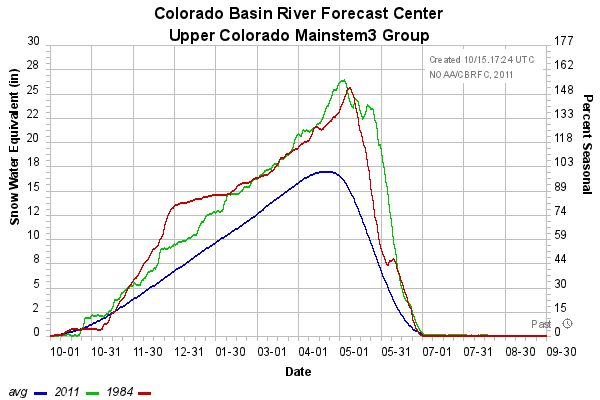 Colorado Basin River Forecast Center
Upper Colorado Mainstem3 Group
Created 10/15.17:24 UTC
NOAA/CBRFC, 2011
Snow Water Equivalent (in)
30
28
25
22
20
18
15
12
10
8
5
2
0
Percent Seasonal
177
162
148
133
118
103
89
74
59
44
30
15
0
Past
10-01 10-31 11-30 12-31 01-30 03-01 04-01 05-01 05-31 07-01 07-31 08-30 09-30
Date
avg 2011 1984